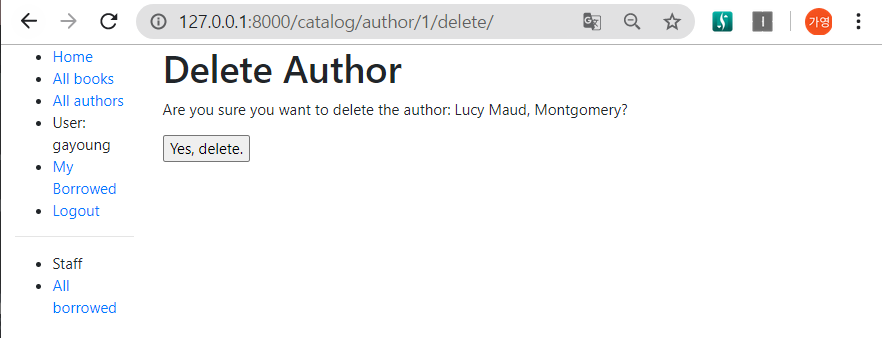 127.0.0.1:8000/catalog/author/1/delete/
가영
Home
All books
All authors
User:
gayoung
My
Borrowed
Logout
Staff
All
borrowed
Delete Author
Are you sure you want to delete the author: Lucy Maud, Montgomery?
Yes, delete.